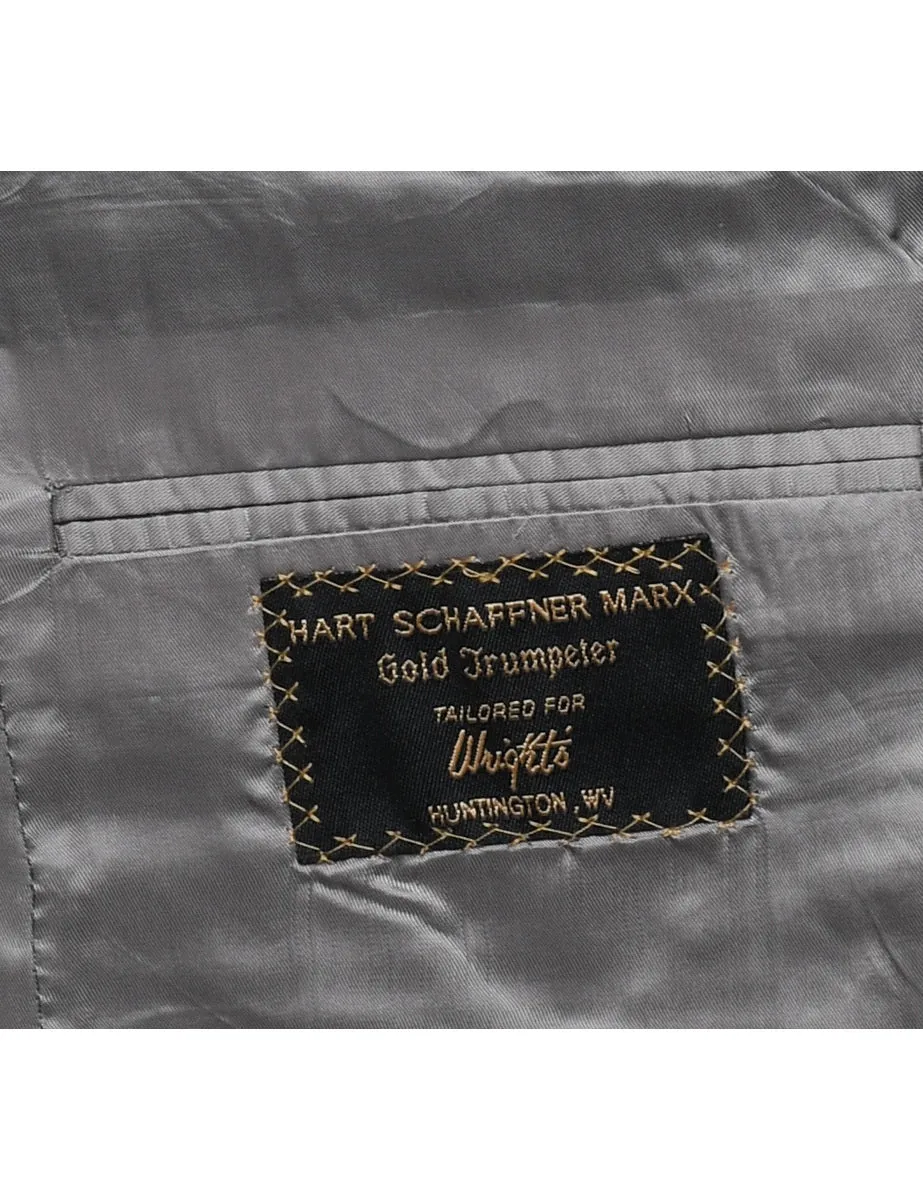 HART SCHAFFNER MARX
Gold Trumpeter
TAILORED FOR
Wright's
HUNTINGTON, WV